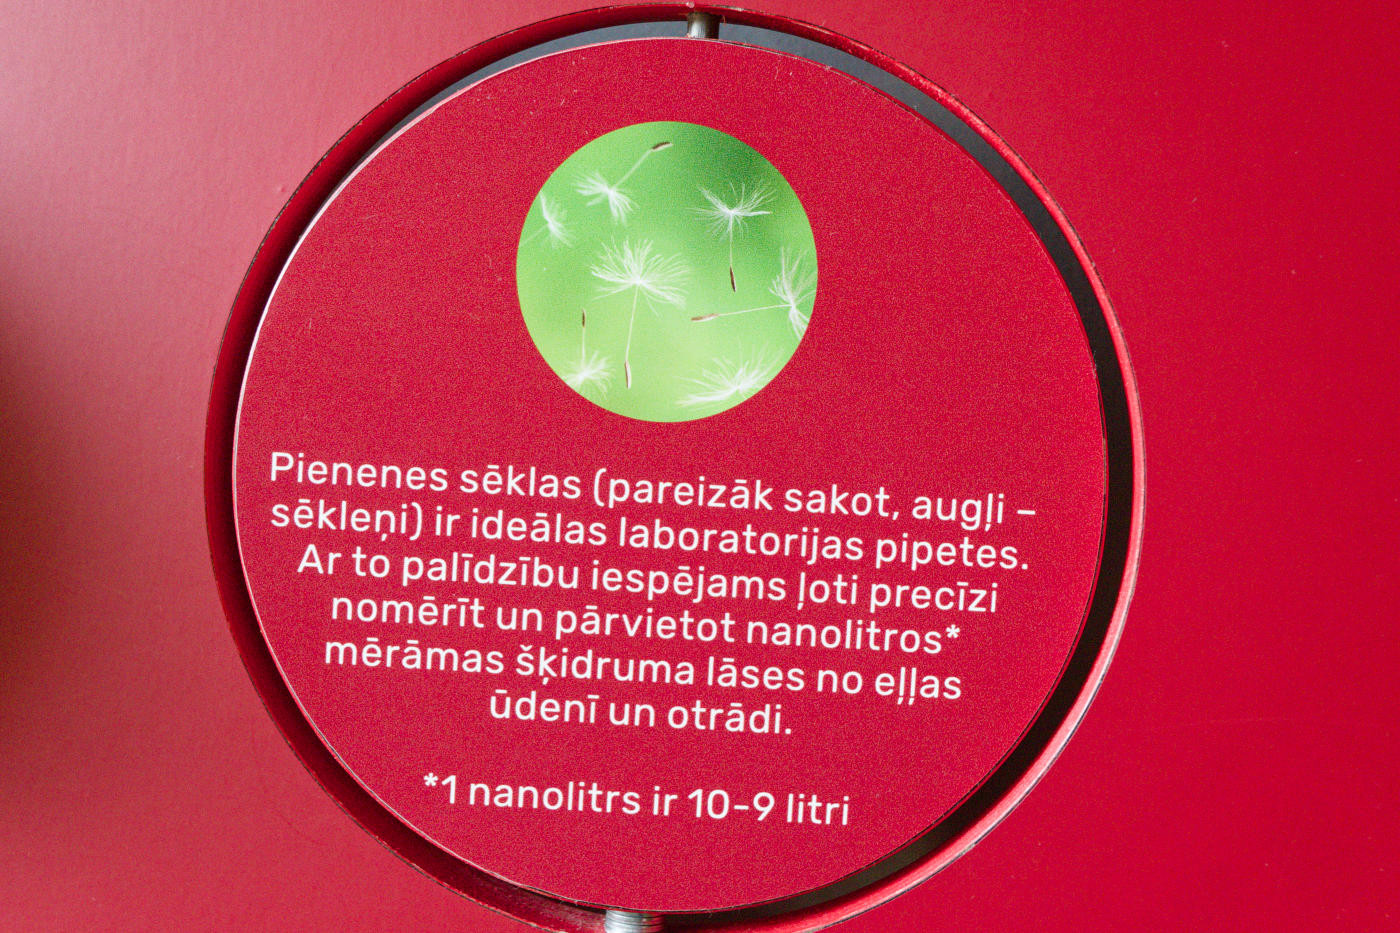 Pienenes sēklas (pareizāk sakot, augļi –
sēkleņi) ir ideālas laboratorijas pipetes.
Ar to palīdzību iespējams ļoti precīzi
nomērīt un pārvietot nanolitros*
mērāmas šķidruma lāses no eļļas
ūdenī un otrādi.
*1 nanolitrs ir 10-9 litri